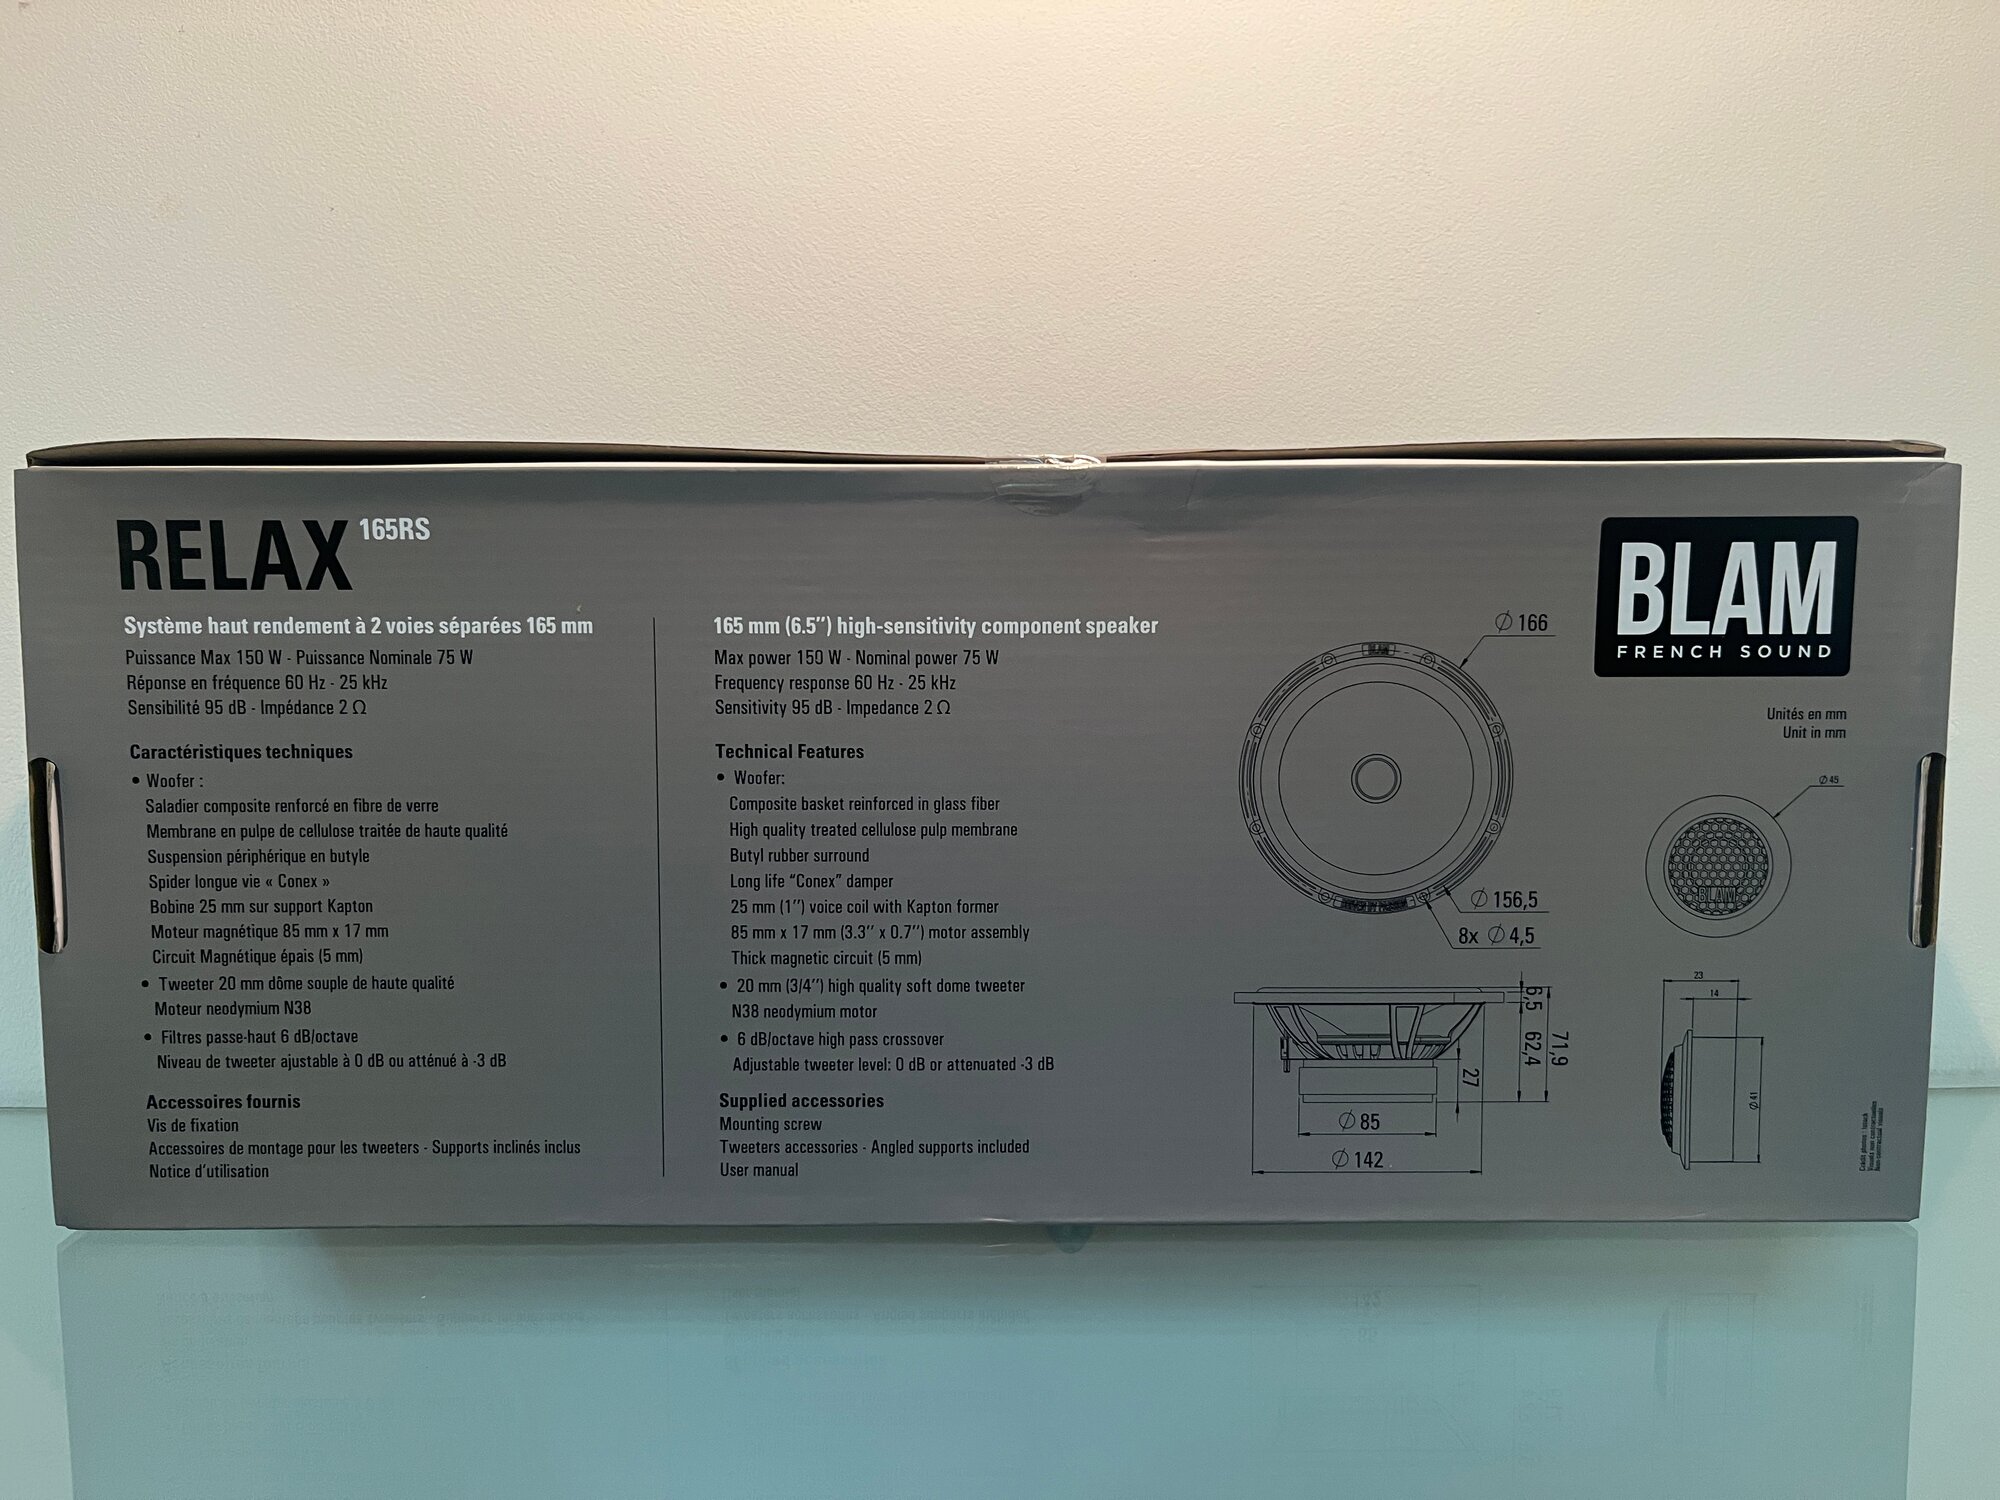 RELAX 165RS
Système haut rendement à 2 voies séparées 165 mm
Puissance Max 150 W - Puissance Nominale 75 W
Réponse en fréquence 60 Hz - 25 kHz
Sensibilité 95 dB - Impédance 2 Ω
Caractéristiques techniques
• Woofer :
Saladier composite renforcé en fibre de verre
Membrane en pulpe de cellulose traitée de haute qualité
Suspension périphérique en butyle
Spider longue vie « Conex »
Bobine 25 mm sur support Kapton
Moteur magnétique 85 mm x 17 mm
Circuit Magnétique épais (5 mm)
• Tweeter 20 mm dôme souple de haute qualité
Moteur neodymium N38
• Filtres passe-haut 6 dB/octave
Niveau de tweeter ajustable à 0 dB ou atténué à -3 dB
Accessoires fournis
Vis de fixation
Accessoires de montage pour les tweeters - Supports inclinés inclus
Notice d'utilisation
165 mm (6.5'') high-sensitivity component speaker
Max power 150 W - Nominal power 75 W
Frequency response 60 Hz - 25 kHz
Sensitivity 95 dB - Impedance 2 Ω
Technical Features
• Woofer:
Composite basket reinforced in glass fiber
High quality treated cellulose pulp membrane
Butyl rubber surround
Long life “Conex” damper
25 mm (1'') voice coil with Kapton former
85 mm x 17 mm (3.3'' x 0.7'') motor assembly
Thick magnetic circuit (5 mm)
• 20 mm (3/4'') high quality soft dome tweeter
N38 neodymium motor
• 6 dB/octave high pass crossover
Adjustable tweeter level: 0 dB or attenuated -3 dB
Supplied accessories
Mounting screw
Tweeters accessories - Angled supports included
User manual
BLAM
∅ 166
∅ 156,5
8x ∅ 4,5
6,5
62,4
71,9
27
∅ 85
∅ 142
BLAM
FRENCH SOUND
Unités en mm
Unit in mm
∅ 45
BLAM
23
14
∅ 41
Visuels non contractuels
Non-contractual visuals